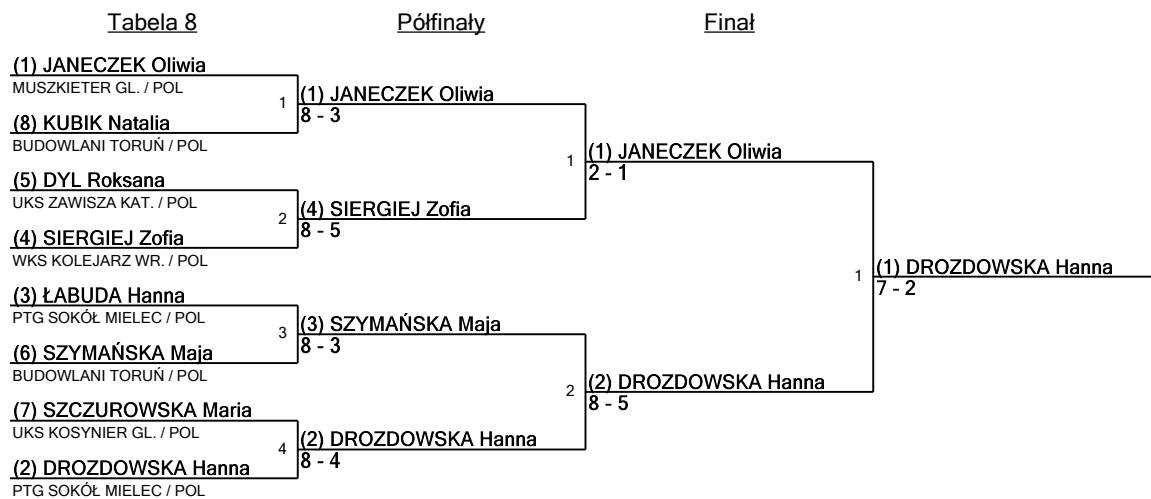 Tabela 8
Półfinały
Finał
(1) JANECZEK Oliwia
MUSZKIETER GL. / POL
1
(8) KUBIK Natalia
BUDOWLANI TORUŃ / POL
(5) DYL Roksana
UKS ZAWISZA KAT. / POL
2
(4) SIERGIEJ Zofia
WKS KOLEJARZ WR. / POL
(3) ŁABUDA Hanna
PTG SOKÓŁ MIELEC / POL
3
(6) SZYMAŃSKA Maja
BUDOWLANI TORUŃ / POL
(7) SZCZUROWSKA Maria
UKS KOSYNIER GL. / POL
4
(2) DROZDOWSKA Hanna
PTG SOKÓŁ MIELEC / POL
(1) JANECZEK Oliwia
8 - 3
1
(4) SIERGIEJ Zofia
8 - 5
(3) SZYMAŃSKA Maja
8 - 3
2
(2) DROZDOWSKA Hanna
8 - 4
(1) JANECZEK Oliwia
2 - 1
1
(2) DROZDOWSKA Hanna
8 - 5
(1) DROZDOWSKA Hanna
7 - 2